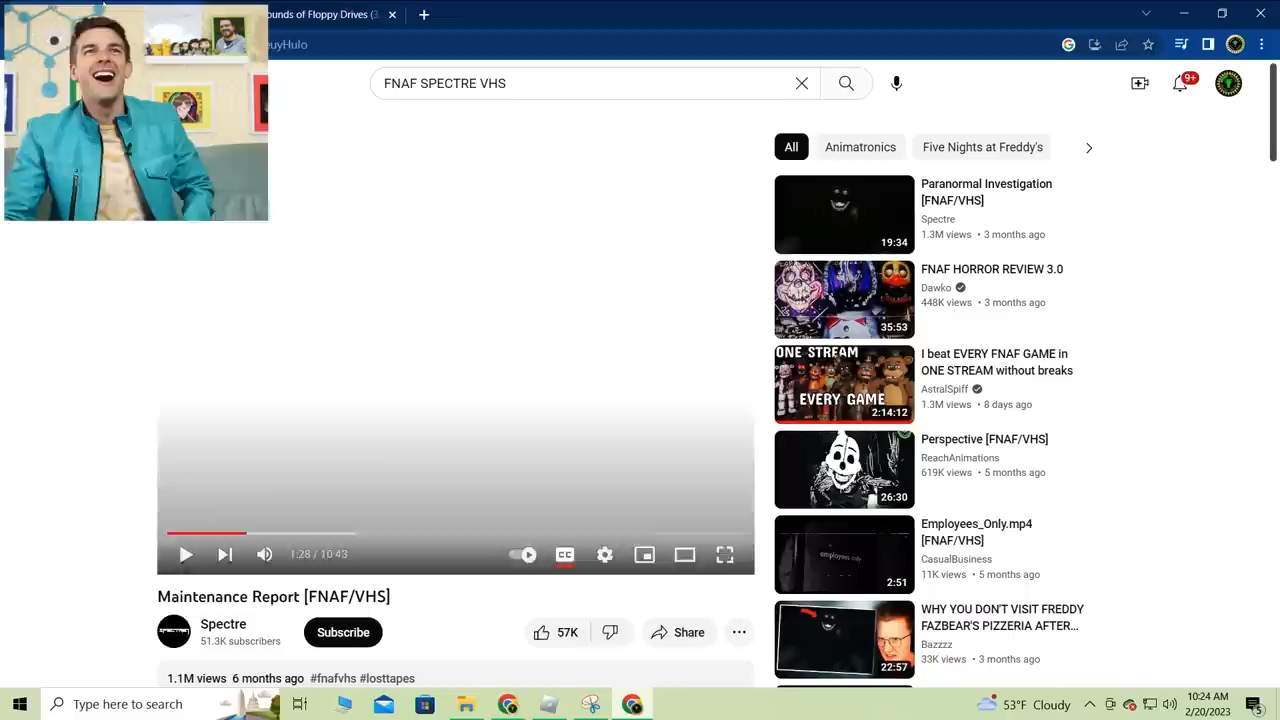 ounds of Floppy Drives (3
euyHulo
FNAF SPECTRE VHS
9+
All
Animatronics
Five Nights at Freddy's
Paranormal Investigation
[FNAF/VHS]
Spectre
1.3M views • 3 months ago
19:34
FNAF HORROR REVIEW 3.0
Dawko
448K views • 3 months ago
35:53
ONE STREAM
EVERY GAME
2:14:12
I beat EVERY FNAF GAME in
ONE STREAM without breaks
AstralSpiff
1.3M views • 8 days ago
Perspective [FNAF/VHS]
ReachAnimations
619K views • 5 months ago
26:30
employees only
2:51
Employees_Only.mp4
[FNAF/VHS]
CasualBusiness
11K views • 5 months ago
WHY YOU DON'T VISIT FREDDY
FAZBEAR'S PIZZERIA AFTER...
Bazzzz
33K views • 3 months ago
22:57
1:28 / 10:43
CC
Maintenance Report [FNAF/VHS]
Spectre
51.3K subscribers
Subscribe
57K
Share
1.1M views 6 months ago #fnafvhs #losttapes
Type here to search
53°F Cloudy
10:24 AM
2/20/2023
5